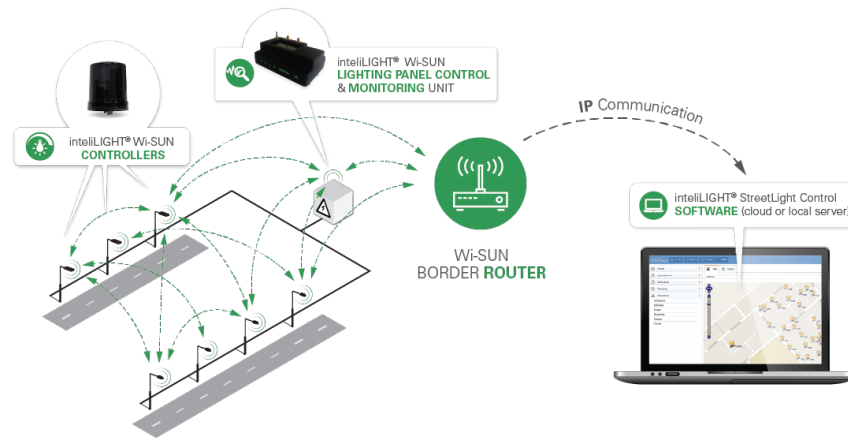 inteliLIGHT® Wi-SUN
LIGHTING PANEL CONTROL
& MONITORING UNIT
inteliLIGHT® Wi-SUN
CONTROLLERS
IP Communication
inteliLIGHT® StreetLight Control
SOFTWARE (cloud or local server)
Wi-SUN
BORDER ROUTER